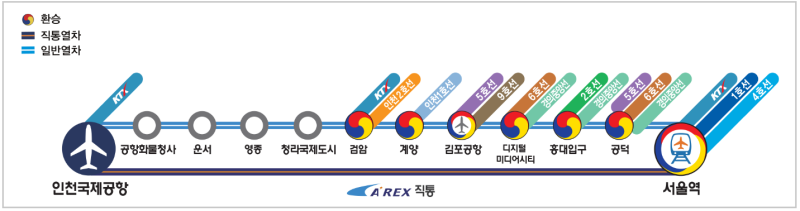 환승
직통열차
일반열차
KTX
KTX
인천2호선
인천1호선
5호선
9호선
6호선
경의중앙선
2호선
경의중앙선
5호선
6호선
경의중앙선
KTX
1호선
4호선
인천국제공항
공항화물청사
운서
영종
청라국제도시
검암
계양
김포공항
디지털
미디어시티
홍대입구
공덕
서울역
A'REX 직통